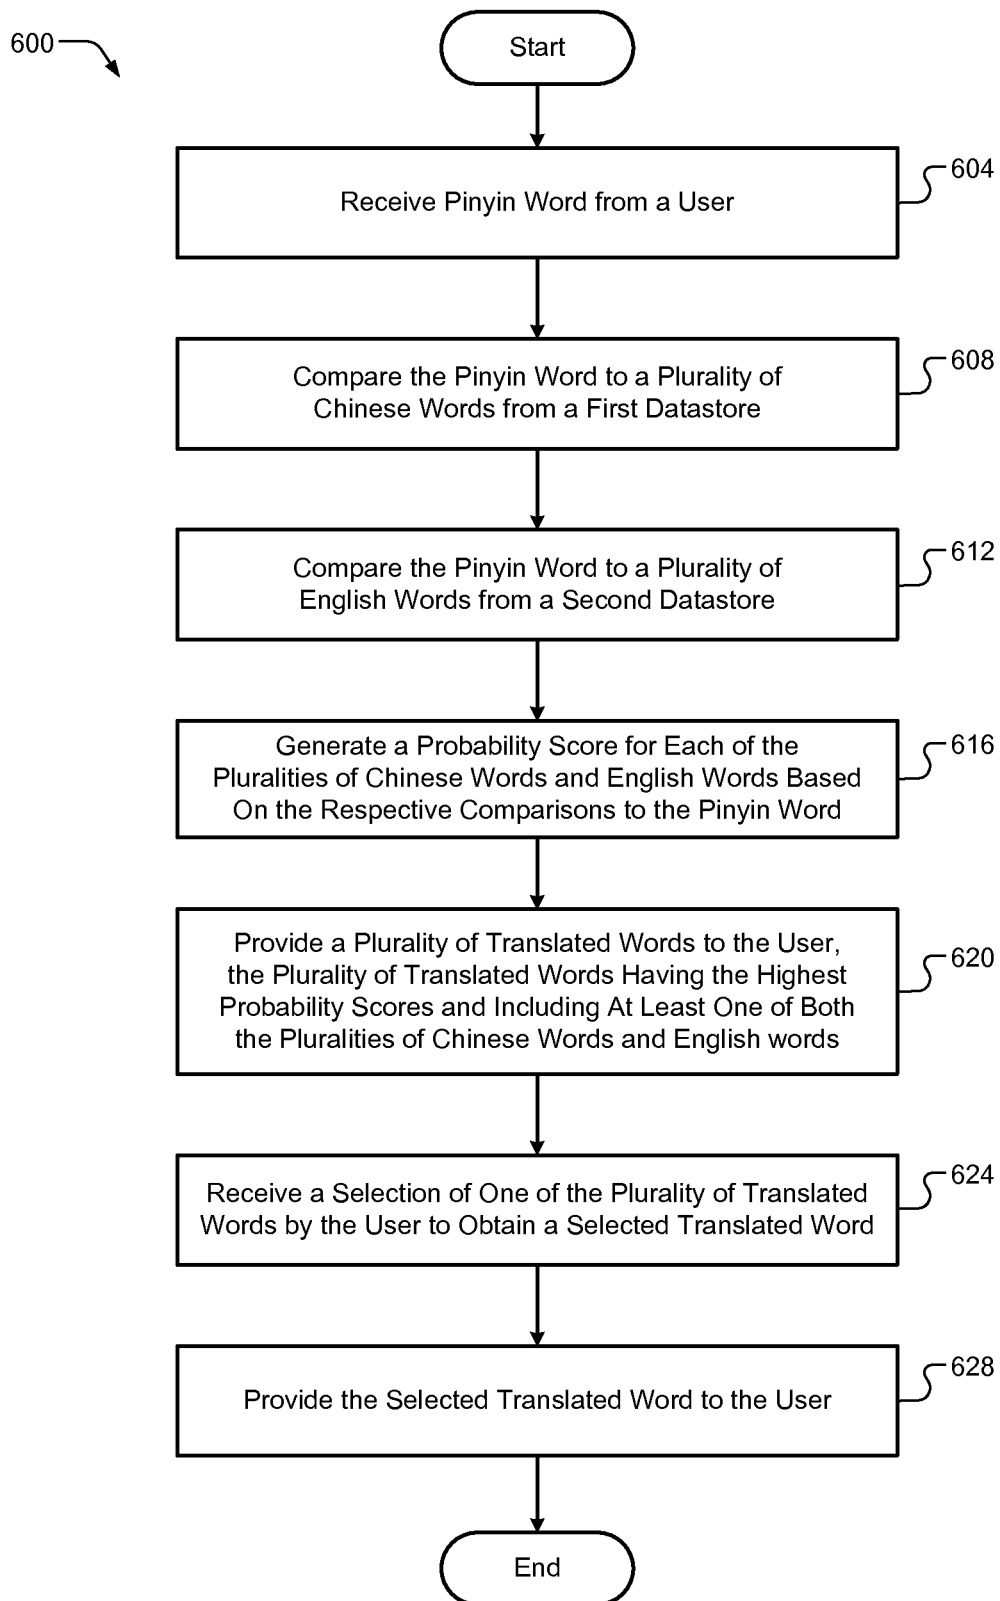 600
Start
Receive Pinyin Word from a User
604
Compare the Pinyin Word to a Plurality of
Chinese Words from a First Datastore
608
Compare the Pinyin Word to a Plurality of
English Words from a Second Datastore
612
Generate a Probability Score for Each of the
Pluralities of Chinese Words and English Words Based
On the Respective Comparisons to the Pinyin Word
616
Provide a Plurality of Translated Words to the User,
the Plurality of Translated Words Having the Highest
Probability Scores and Including At Least One of Both
the Pluralities of Chinese Words and English words
620
Receive a Selection of One of the Plurality of Translated
Words by the User to Obtain a Selected Translated Word
624
Provide the Selected Translated Word to the User
628
End